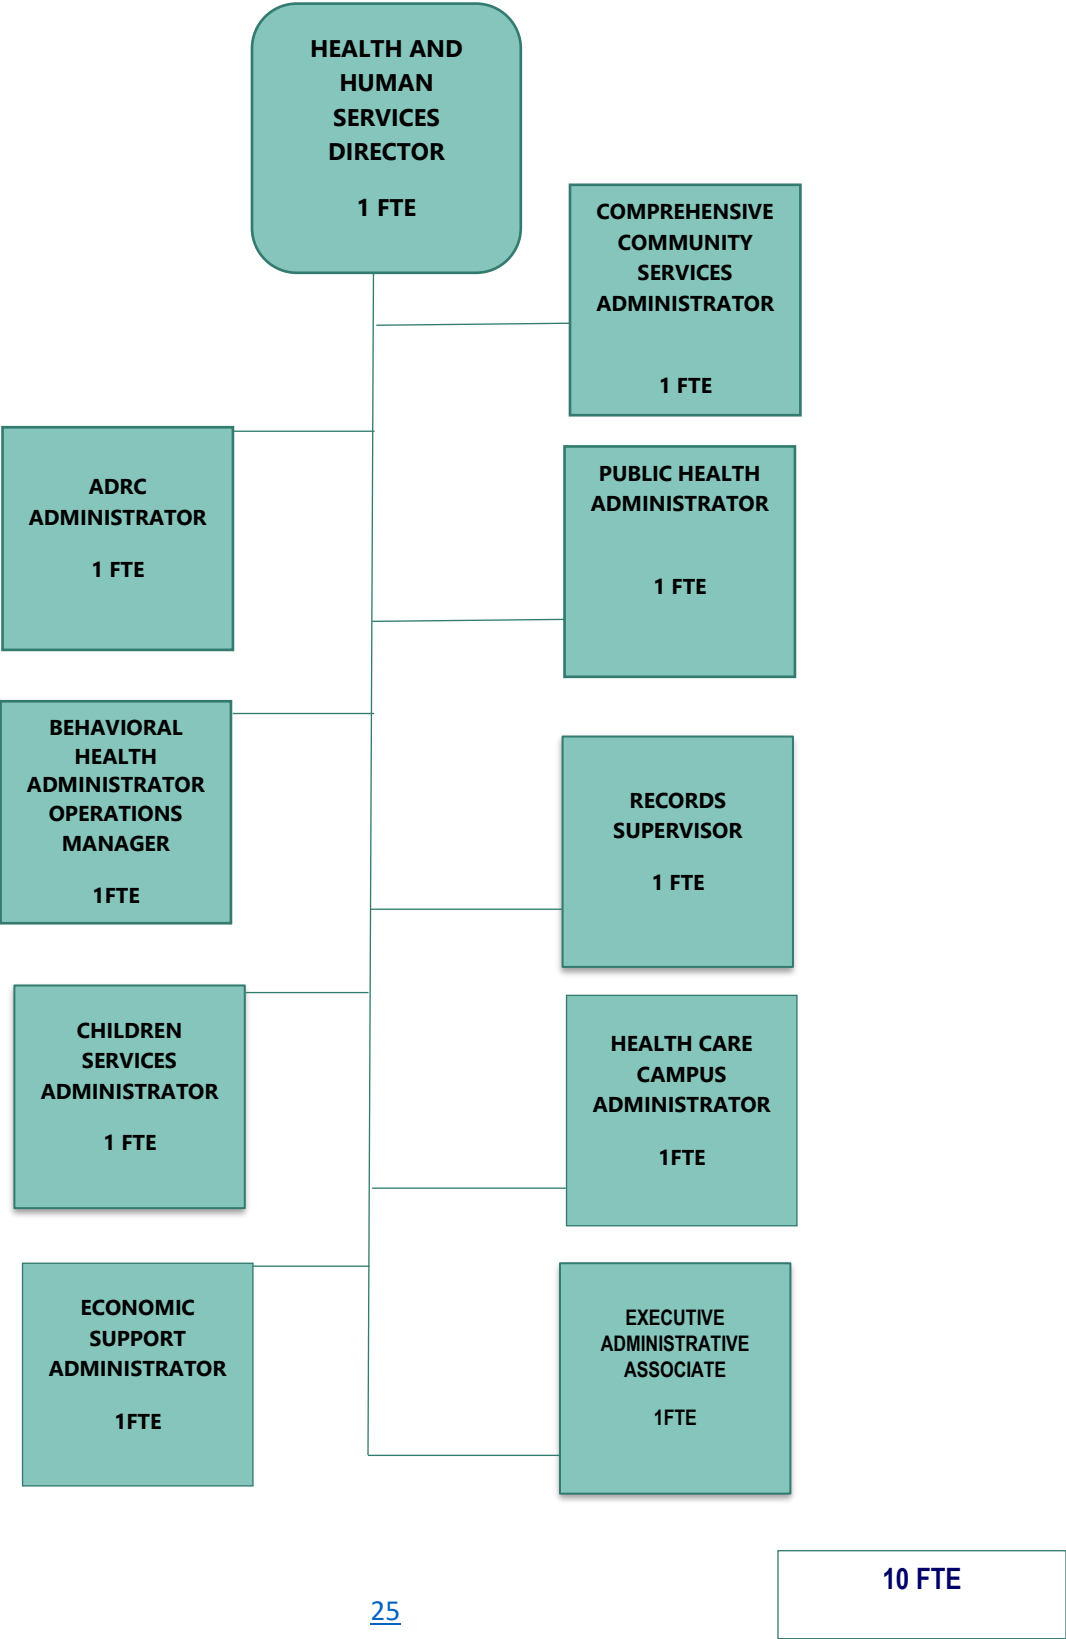 HEALTH AND
HUMAN
SERVICES
DIRECTOR
1 FTE
COMPREHENSIVE
COMMUNITY
SERVICES
ADMINISTRATOR
1 FTE
ADRC
ADMINISTRATOR
1 FTE
PUBLIC HEALTH
ADMINISTRATOR
1 FTE
BEHAVIORAL
HEALTH
ADMINISTRATOR
OPERATIONS
MANAGER
1FTE
RECORDS
SUPERVISOR
1 FTE
CHILDREN
SERVICES
ADMINISTRATOR
1 FTE
HEALTH CARE
CAMPUS
ADMINISTRATOR
1FTE
ECONOMIC
SUPPORT
ADMINISTRATOR
1FTE
EXECUTIVE
ADMINISTRATIVE
ASSOCIATE
1FTE
10 FTE
25